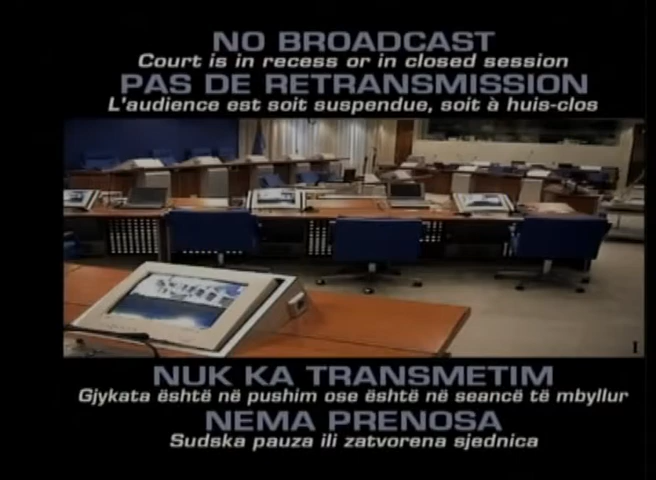 NO BROADCAST
Court is in recess or in closed session
PAS DE RETRANSMISSION
L'audience est soit suspendue, soit à huis-clos
I
NUK KA TRANSMETIM
Gjykata është në pushim ose është në seancë të mbyllur
NEMA PRENOSA
Sudska pauza ili zatvorena sjednica